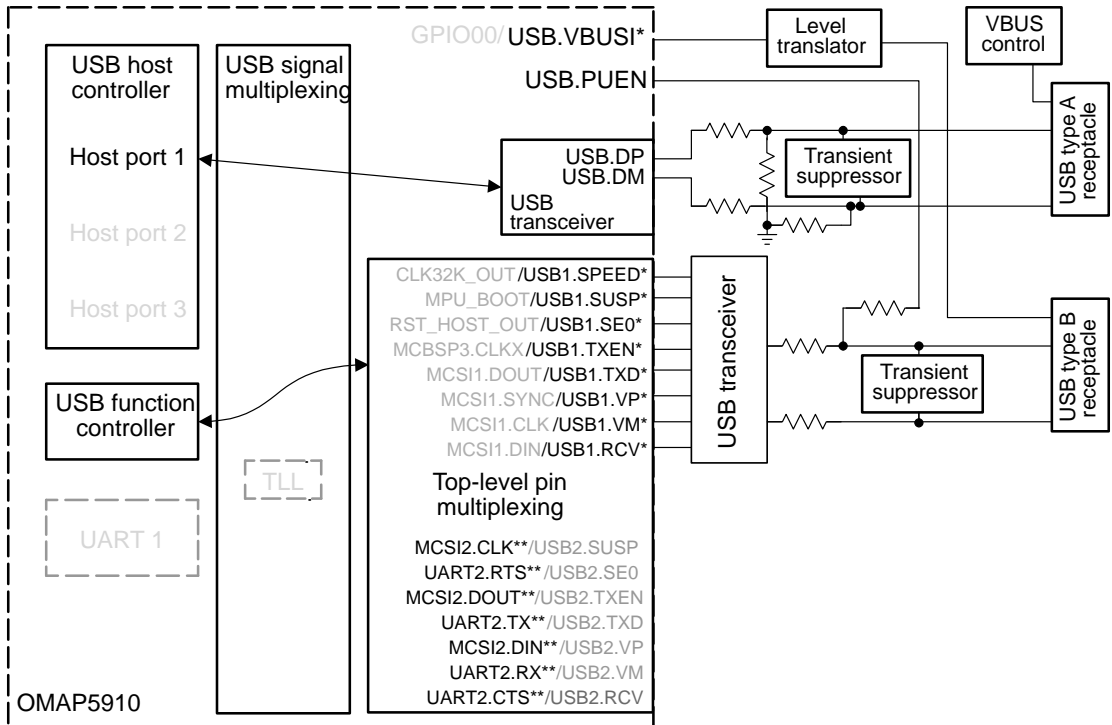 GPIO00/USB.VBUSI*
USB.PUEN
Level
translator
VBUS
control
USB host
controller
Host port 1
Host port 2
Host port 3
USB signal
multiplexing
USB.DP
USB.DM
USB
transceiver
Transient
suppressor
USB type A
receptacle
CLK32K_OUT/USB1.SPEED*
MPU_BOOT/USB1.SUSP*
RST_HOST_OUT/USB1.SE0*
MCBSP3.CLKX/USB1.TXEN*
MCSI1.DOUT/USB1.TXD*
MCSI1.SYNC/USB1.VP*
MCSI1.CLK/USB1.VM*
MCSI1.DIN/USB1.RCV*
USB transceiver
Transient
suppressor
USB type B
receptacle
USB function
controller
TLL
UART 1
Top-level pin
multiplexing
MCSI2.CLK**/USB2.SUSP
UART2.RTS**/USB2.SE0
MCSI2.DOUT**/USB2.TXEN
UART2.TX**/USB2.TXD
MCSI2.DIN**/USB2.VP
UART2.RX**/USB2.VM
UART2.CTS**/USB2.RCV
OMAP5910